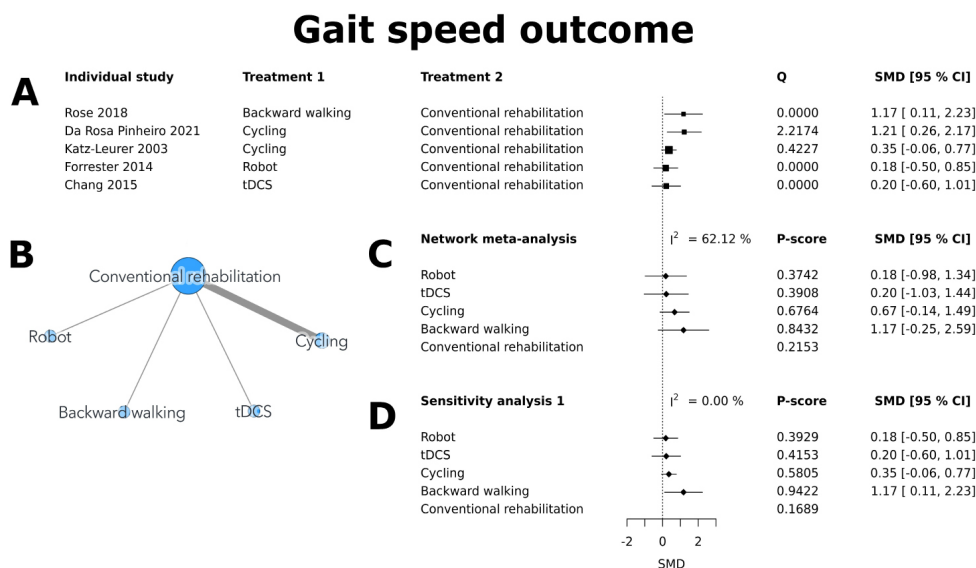 Gait speed outcome
A
Individual study Treatment 1 Treatment 2 Q SMD [95 % CI]
Rose 2018 Backward walking Conventional rehabilitation 0.0000 1.17 [ 0.11, 2.23]
Da Rosa Pinheiro 2021 Cycling Conventional rehabilitation 2.2174 1.21 [ 0.26, 2.17]
Katz-Leurer 2003 Cycling Conventional rehabilitation 0.4227 0.35 [-0.06, 0.77]
Forrester 2014 Robot Conventional rehabilitation 0.0000 0.18 [-0.50, 0.85]
Chang 2015 tDCS Conventional rehabilitation 0.0000 0.20 [-0.60, 1.01]
B
Conventional rehabilitation
Robot
Cycling
Backward walking
tDCS
C
Network meta-analysis I² = 62.12 % P-score SMD [95 % CI]
Robot 0.3742 0.18 [-0.98, 1.34]
tDCS 0.3908 0.20 [-1.03, 1.44]
Cycling 0.6764 0.67 [-0.14, 1.49]
Backward walking 0.8432 1.17 [-0.25, 2.59]
Conventional rehabilitation 0.2153
D
Sensitivity analysis 1 I² = 0.00 % P-score SMD [95 % CI]
Robot 0.3929 0.18 [-0.50, 0.85]
tDCS 0.4153 0.20 [-0.60, 1.01]
Cycling 0.5805 0.35 [-0.06, 0.77]
Backward walking 0.9422 1.17 [ 0.11, 2.23]
Conventional rehabilitation 0.1689
-2 0 2
SMD